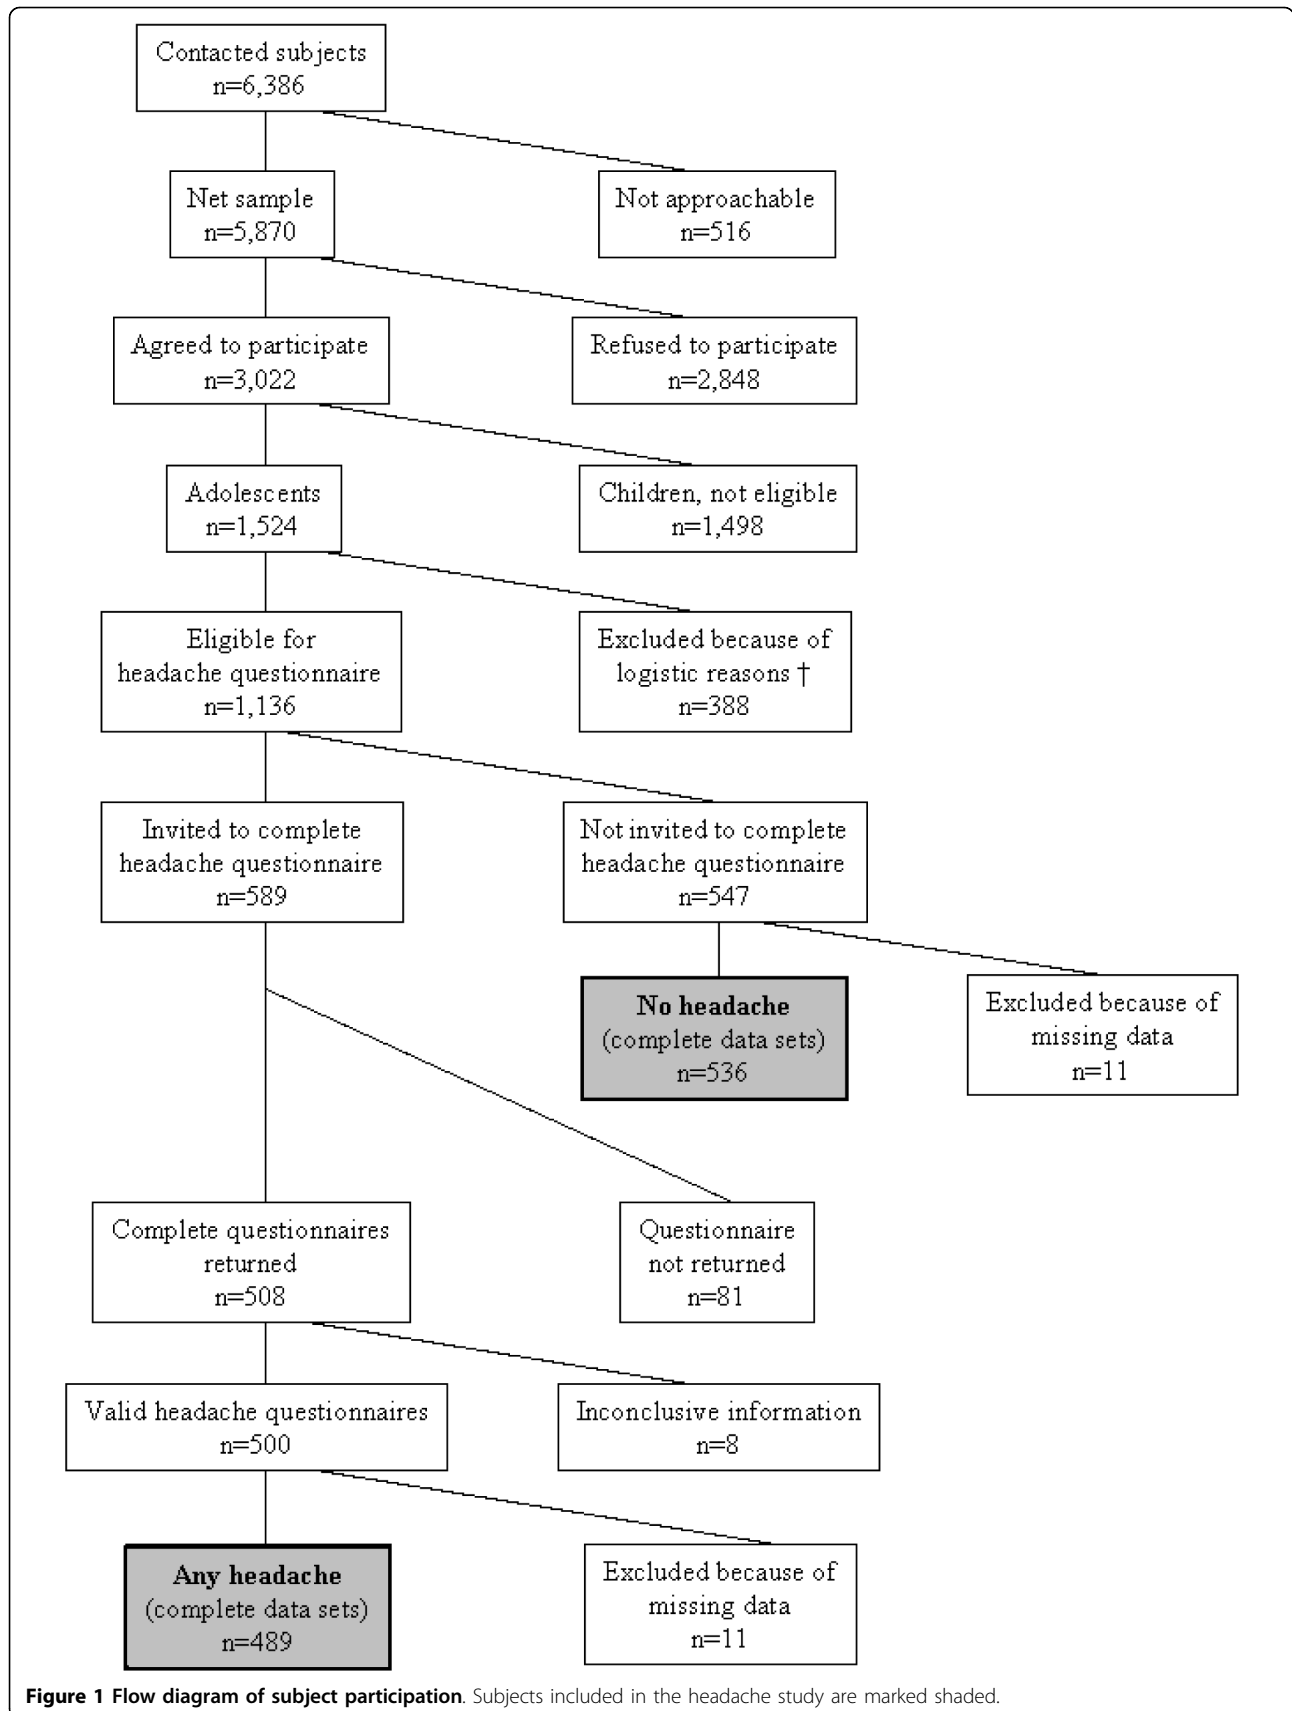 Contacted subjects
n=6,386
Net sample
n=5,870
Not approachable
n=516
Agreed to participate
n=3,022
Refused to participate
n=2,848
Adolescents
n=1,524
Children, not eligible
n=1,498
Eligible for
headache questionnaire
n=1,136
Excluded because of
logistic reasons †
n=388
Invited to complete
headache questionnaire
n=589
Not invited to complete
headache questionnaire
n=547
No headache
(complete data sets)
n=536
Excluded because of
missing data
n=11
Complete questionnaires
returned
n=508
Questionnaire
not returned
n=81
Valid headache questionnaires
n=500
Inconclusive information
n=8
Any headache
(complete data sets)
n=489
Excluded because of
missing data
n=11
Figure 1 Flow diagram of subject participation. Subjects included in the headache study are marked shaded.